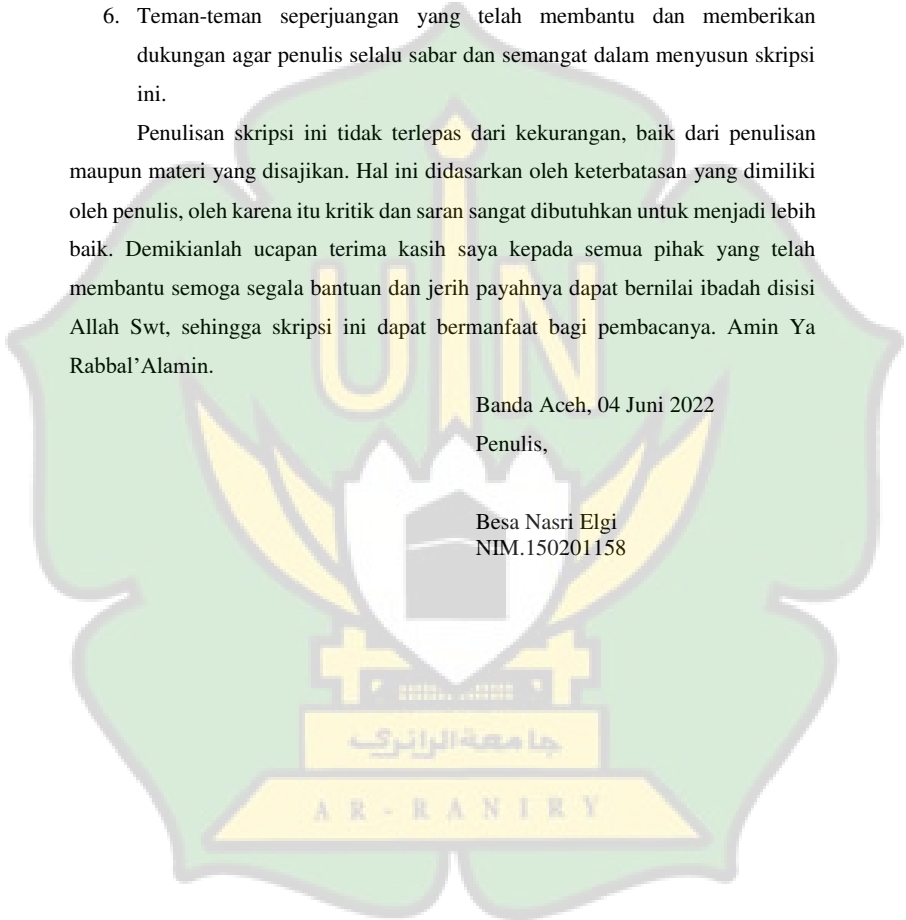 6. Teman-teman seperjuangan yang telah membantu dan memberikan
dukungan agar penulis selalu sabar dan semangat dalam menyusun skripsi
ini.
Penulisan skripsi ini tidak terlepas dari kekurangan, baik dari penulisan
maupun materi yang disajikan. Hal ini didasarkan oleh keterbatasan yang dimiliki
oleh penulis, oleh karena itu kritik dan saran sangat dibutuhkan untuk menjadi lebih
baik. Demikianlah ucapan terima kasih saya kepada semua pihak yang telah
membantu semoga segala bantuan dan jerih payahnya dapat bernilai ibadah disisi
Allah Swt, sehingga skripsi ini dapat bermanfaat bagi pembacanya. Amin Ya
Rabbal’Alamin.
UIN
Banda Aceh, 04 Juni 2022
Penulis,
Besa Nasri Elgi
NIM.150201158
جامعة الرانري
AR-RANIRY